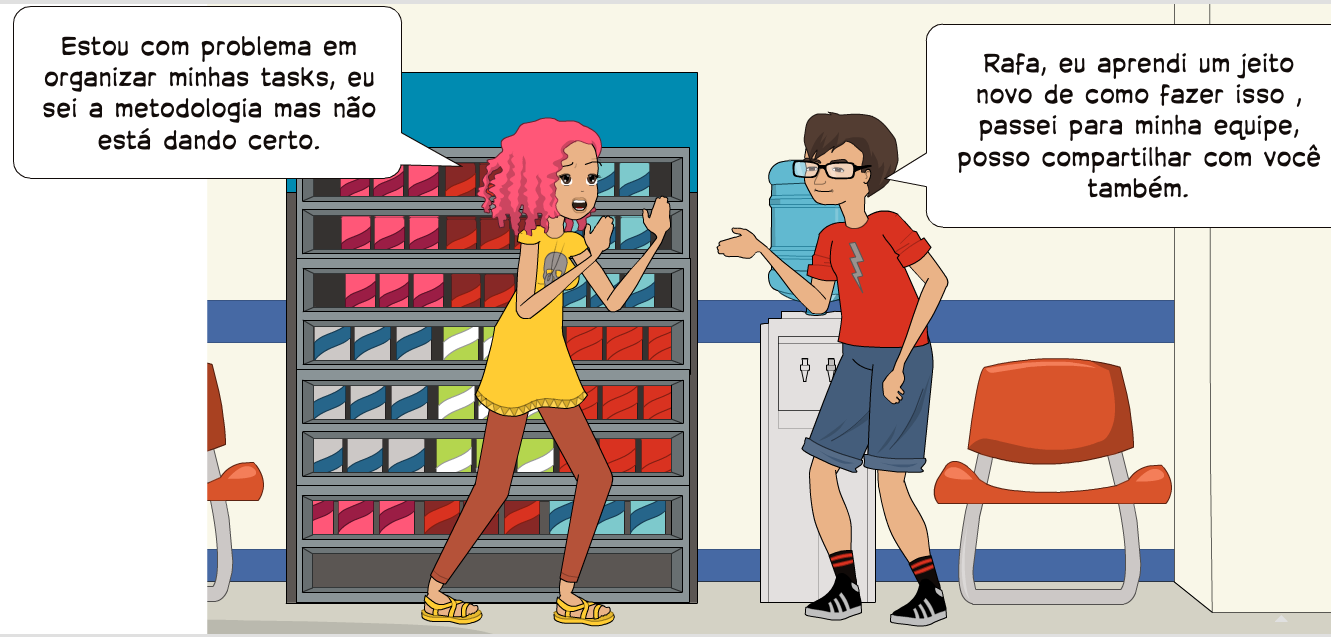 Estou com problema em
organizar minhas tasks, eu
sei a metodologia mas não
está dando certo.
Rafa, eu aprendi um jeito
novo de como fazer isso ,
passei para minha equipe,
posso compartilhar com você
também.